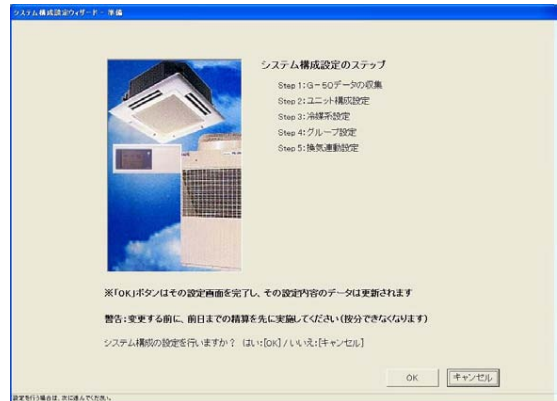 システム構成設定ウィザード - 準備
システム構成設定のステップ
Step 1:G-50データの収集
Step 2:ユニット構成設定
Step 3:冷媒系設定
Step 4:グループ設定
Step 5:換気連動設定
※「OK」ボタンはその設定画面を完了し、その設定内容のデータは更新されます
警告:変更する前に、前日までの精算を先に実施してください(按分できなくなります)
システム構成の設定を行いますか? はい:[OK] / いいえ:[キャンセル]
OK
キャンセル
設定を行う場合は、次に進んでください。